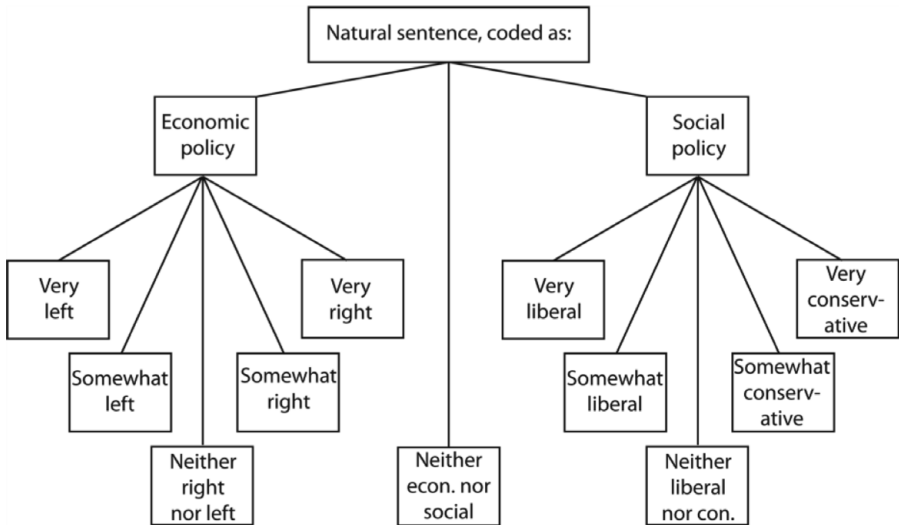 Natural sentence, coded as:
Economic
policy
Social
policy
Very
left
Somewhat
left
Neither
right
nor left
Somewhat
right
Very
right
Neither
econ. nor
social
Very
liberal
Somewhat
liberal
Neither
liberal
nor con.
Somewhat
conserv-
ative
Very
conserv-
ative